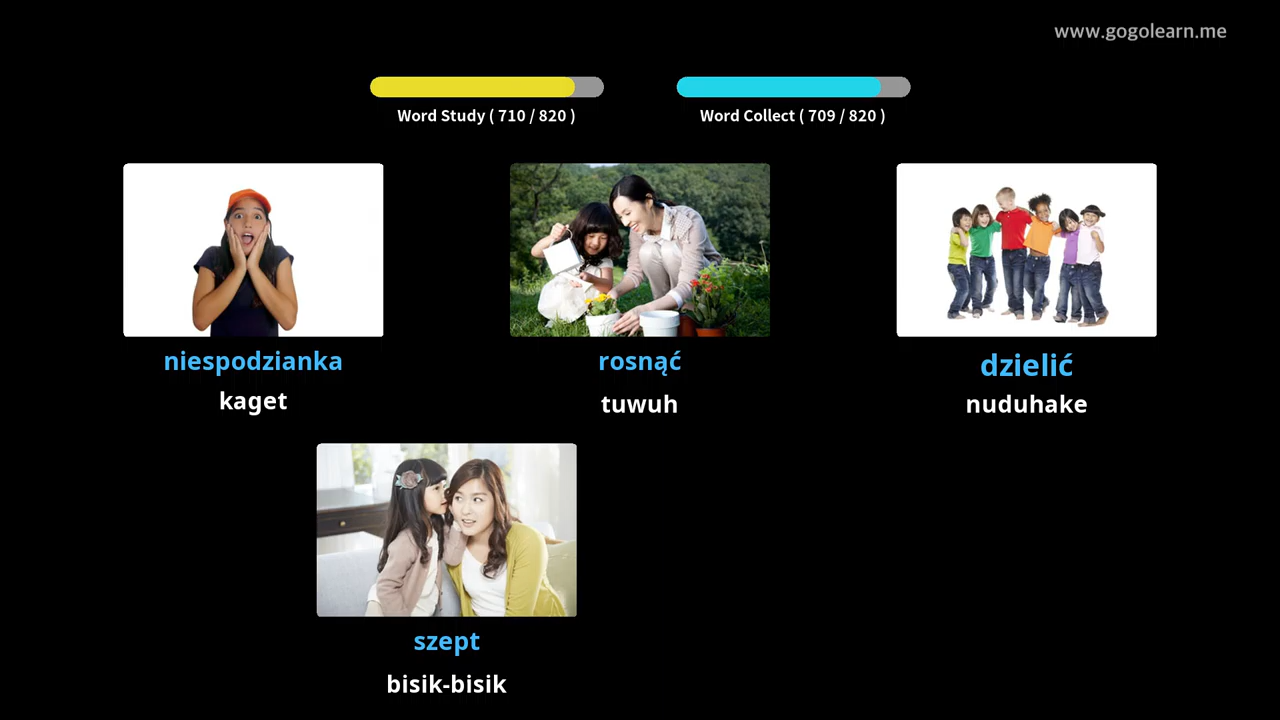 www.gogolearn.me
Word Study ( 710 / 820 )
Word Collect ( 709 / 820 )
niespodzianka
kaget
rosnąć
tuwuh
dzielić
nuduhake
szept
bisik-bisik